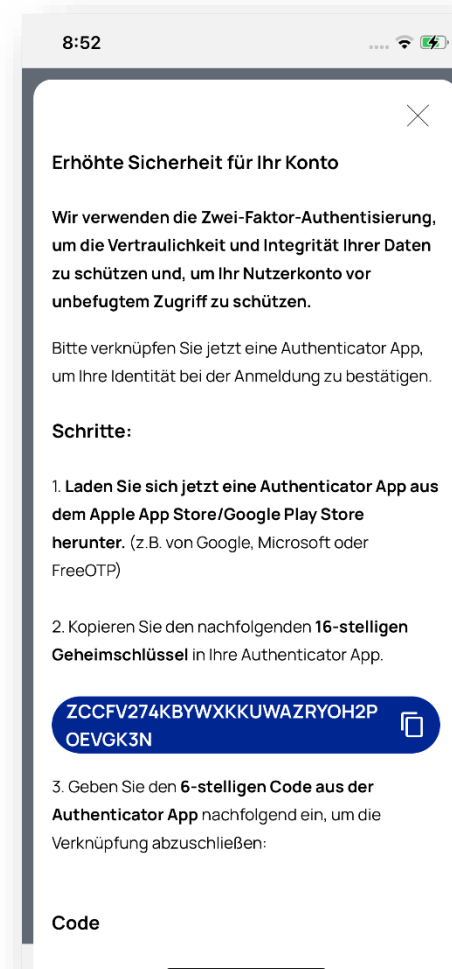 8:52
Erhöhte Sicherheit für Ihr Konto
Wir verwenden die Zwei-Faktor-Authentisierung,
um die Vertraulichkeit und Integrität Ihrer Daten
zu schützen und, um Ihr Nutzerkonto vor
unbefugtem Zugriff zu schützen.
Bitte verknüpfen Sie jetzt eine Authenticator App,
um Ihre Identität bei der Anmeldung zu bestätigen.
Schritte:
1. Laden Sie sich jetzt eine Authenticator App aus
dem Apple App Store/Google Play Store
herunter. (z.B. von Google, Microsoft oder
FreeOTP)
2. Kopieren Sie den nachfolgenden 16-stelligen
Geheimschlüssel in Ihre Authenticator App.
ZCCFV274KBYWXKKUWAZRYOH2P
OEVGK3N
3. Geben Sie den 6-stelligen Code aus der
Authenticator App nachfolgend ein, um die
Verknüpfung abzuschließen:
Code